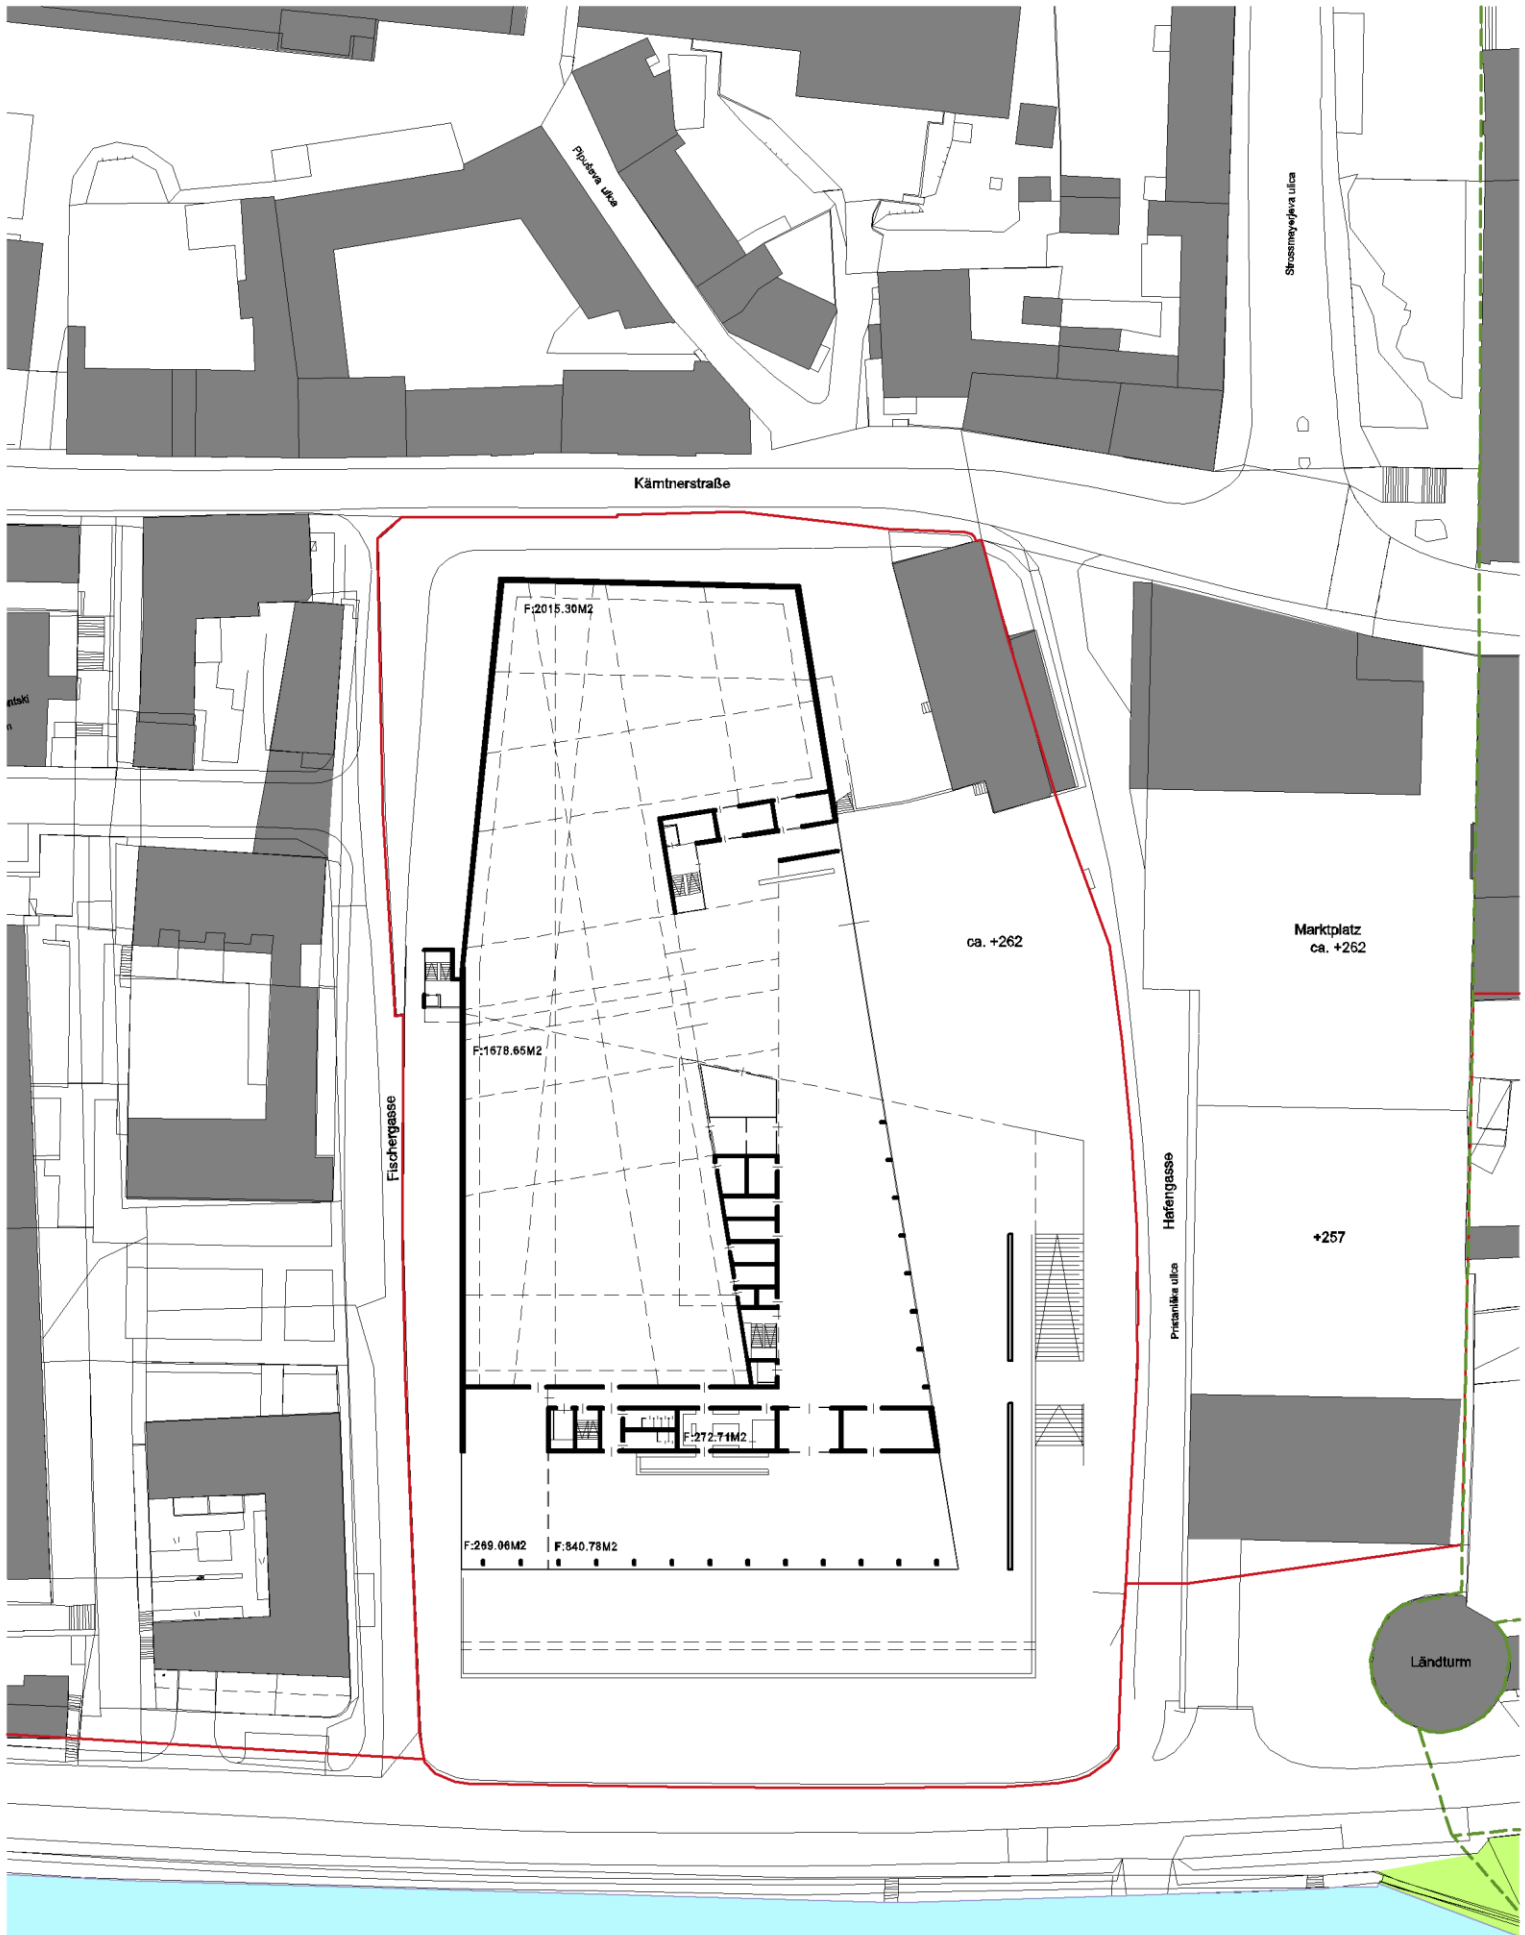 Pipuševa ulica
Strossmayerjeva ulica
Kärntnerstraße
F:2015.30M2
ntski
m
ca. +262
Marktplatz
ca. +262
F:1678.65M2
Fischergasse
Hafengasse
Pristaniška ulica
+257
F:272.71M2
F:269.06M2
F:840.78M2
Ländturm